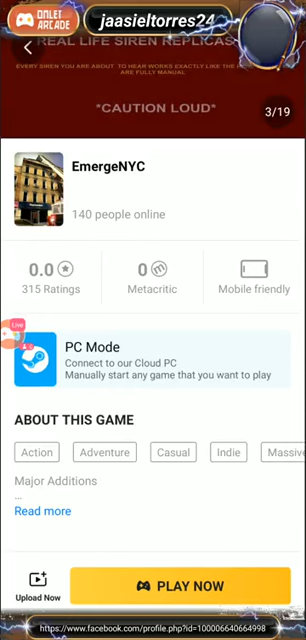 OMLET
ARCADE
jaasieltorres24
REAL LIFE SIREN REPLICAS
EVERY SIREN YOU ARE ABOUT TO HEAR WORKS EXACTLY LIKE THE
ARE FULLY MANUAL
*CAUTION LOUD*
3/19
EmergeNYC
140 people online
0.0
315 Ratings
0
Metacritic
Mobile friendly
Live
PC Mode
Connect to our Cloud PC
Manually start any game that you want to play
ABOUT THIS GAME
Action
Adventure
Casual
Indie
Massive
Major Additions
...
Read more
Upload Now
PLAY NOW
https://www.facebook.com/profile.php?id=100006640664998